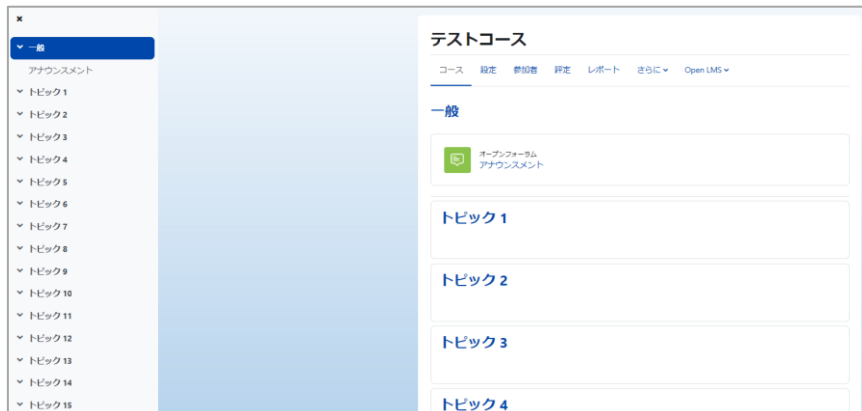 一般
アナウンスメント
トピック 1
トピック 2
トピック 3
トピック 4
トピック 5
トピック 6
トピック 7
トピック 8
トピック 9
トピック 10
トピック 11
トピック 12
トピック 13
トピック 14
トピック 15
テストコース
コース 設定 参加者 評定 レポート さらに Open LMS
一般
オープンフォーラム
アナウンスメント
トピック 1
トピック 2
トピック 3
トピック 4